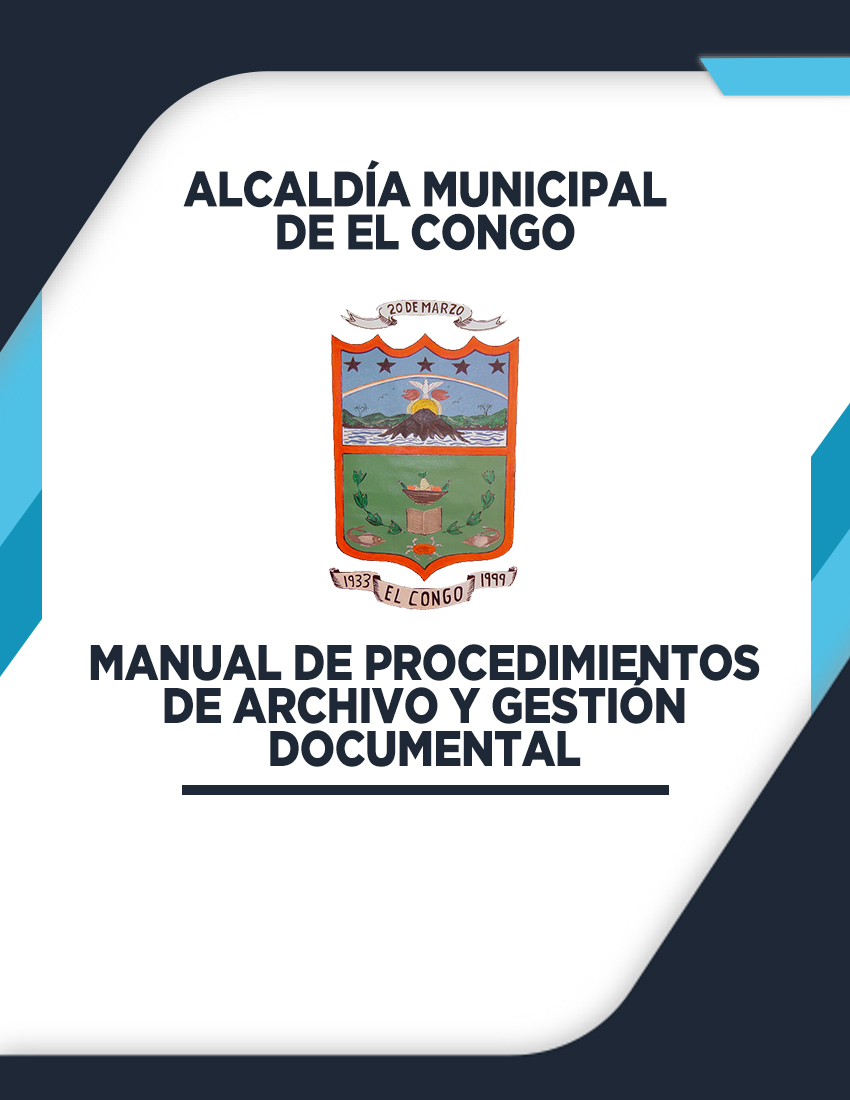 ALCALDÍA MUNICIPAL
DE EL CONGO
20 DE MARZO
1933
1999
EL CONGO
MANUAL DE PROCEDIMIENTOS
DE ARCHIVO Y GESTIÓN
DOCUMENTAL